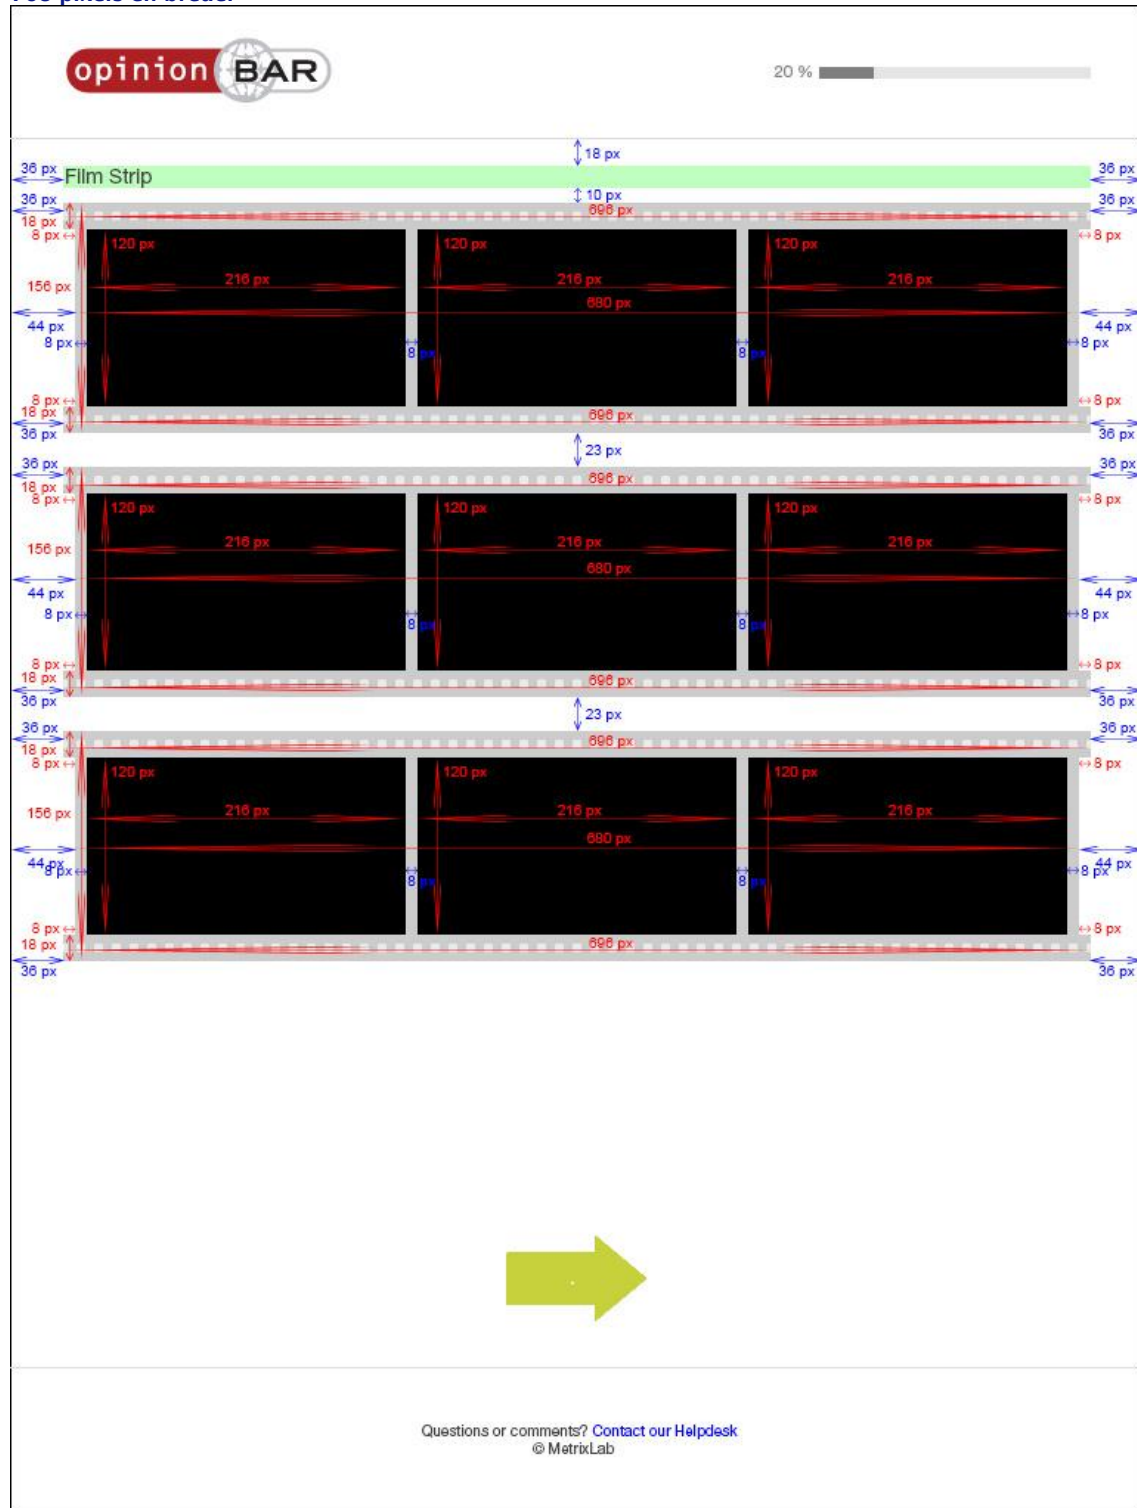 opinion BAR
20 %
18 px
36 px Film Strip 36 px
36 px 10 px 36 px
18 px 696 px
8 px 8 px
120 px 120 px 120 px
216 px 216 px 216 px
156 px
680 px
44 px 44 px
8 px 8 px 8 px 8 px
8 px 8 px
18 px 696 px
36 px 36 px
23 px
36 px 36 px
18 px 696 px
8 px 8 px
120 px 120 px 120 px
156 px 216 px 216 px 216 px
680 px
44 px 44 px
8 px 8 px 8 px 8 px
8 px 8 px
18 px 696 px
36 px 36 px
23 px
36 px 36 px
18 px 696 px
8 px 8 px
120 px 120 px 120 px
156 px 216 px 216 px 216 px
680 px
44 px 44 px
8 px 8 px 8 px 8 px
8 px 8 px
18 px 696 px
36 px 36 px
Questions or comments? Contact our Helpdesk
© MetrixLab